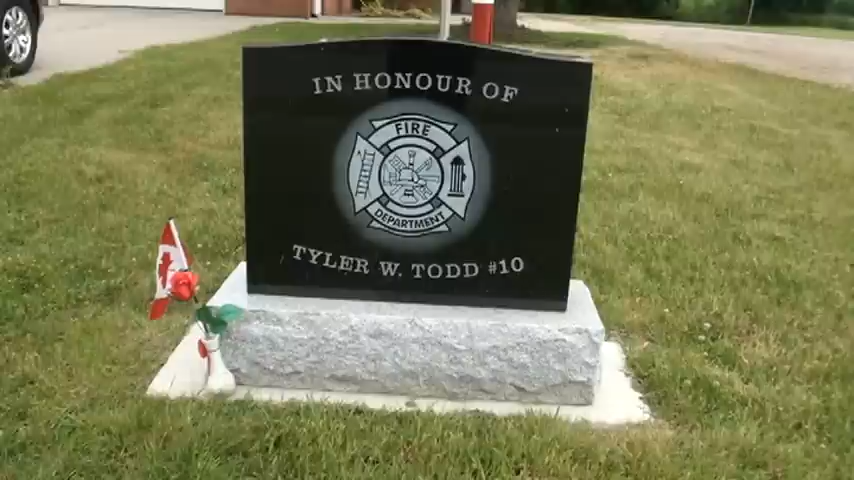 IN HONOUR OF
FIRE
DEPARTMENT
TYLER W. TODD #10